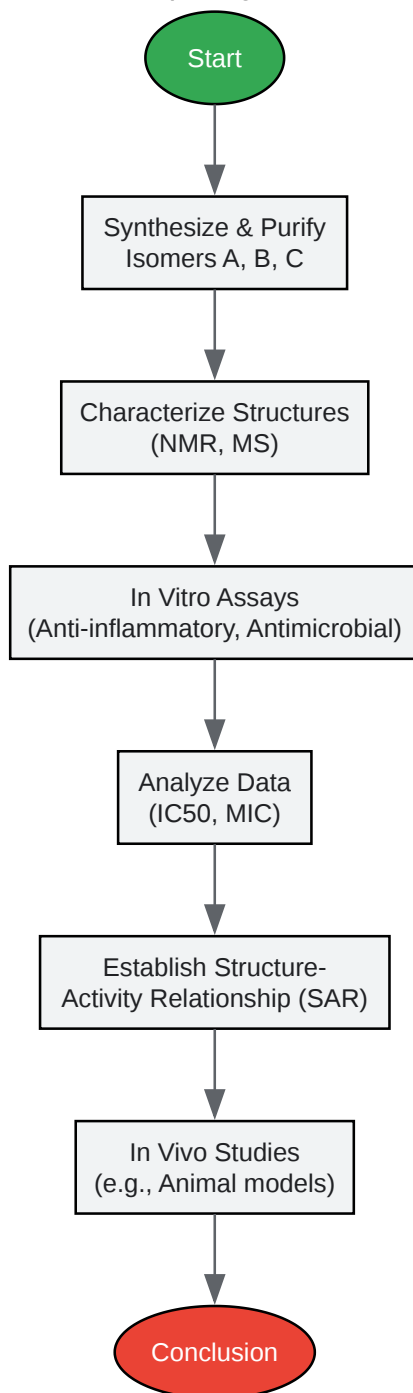 Start
Synthesize & Purify
Isomers A, B, C
Characterize Structures
(NMR, MS)
In Vitro Assays
(Anti-inflammatory, Antimicrobial)
Analyze Data
(IC50, MIC)
Establish Structure-
Activity Relationship (SAR)
In Vivo Studies
(e.g., Animal models)
Conclusion